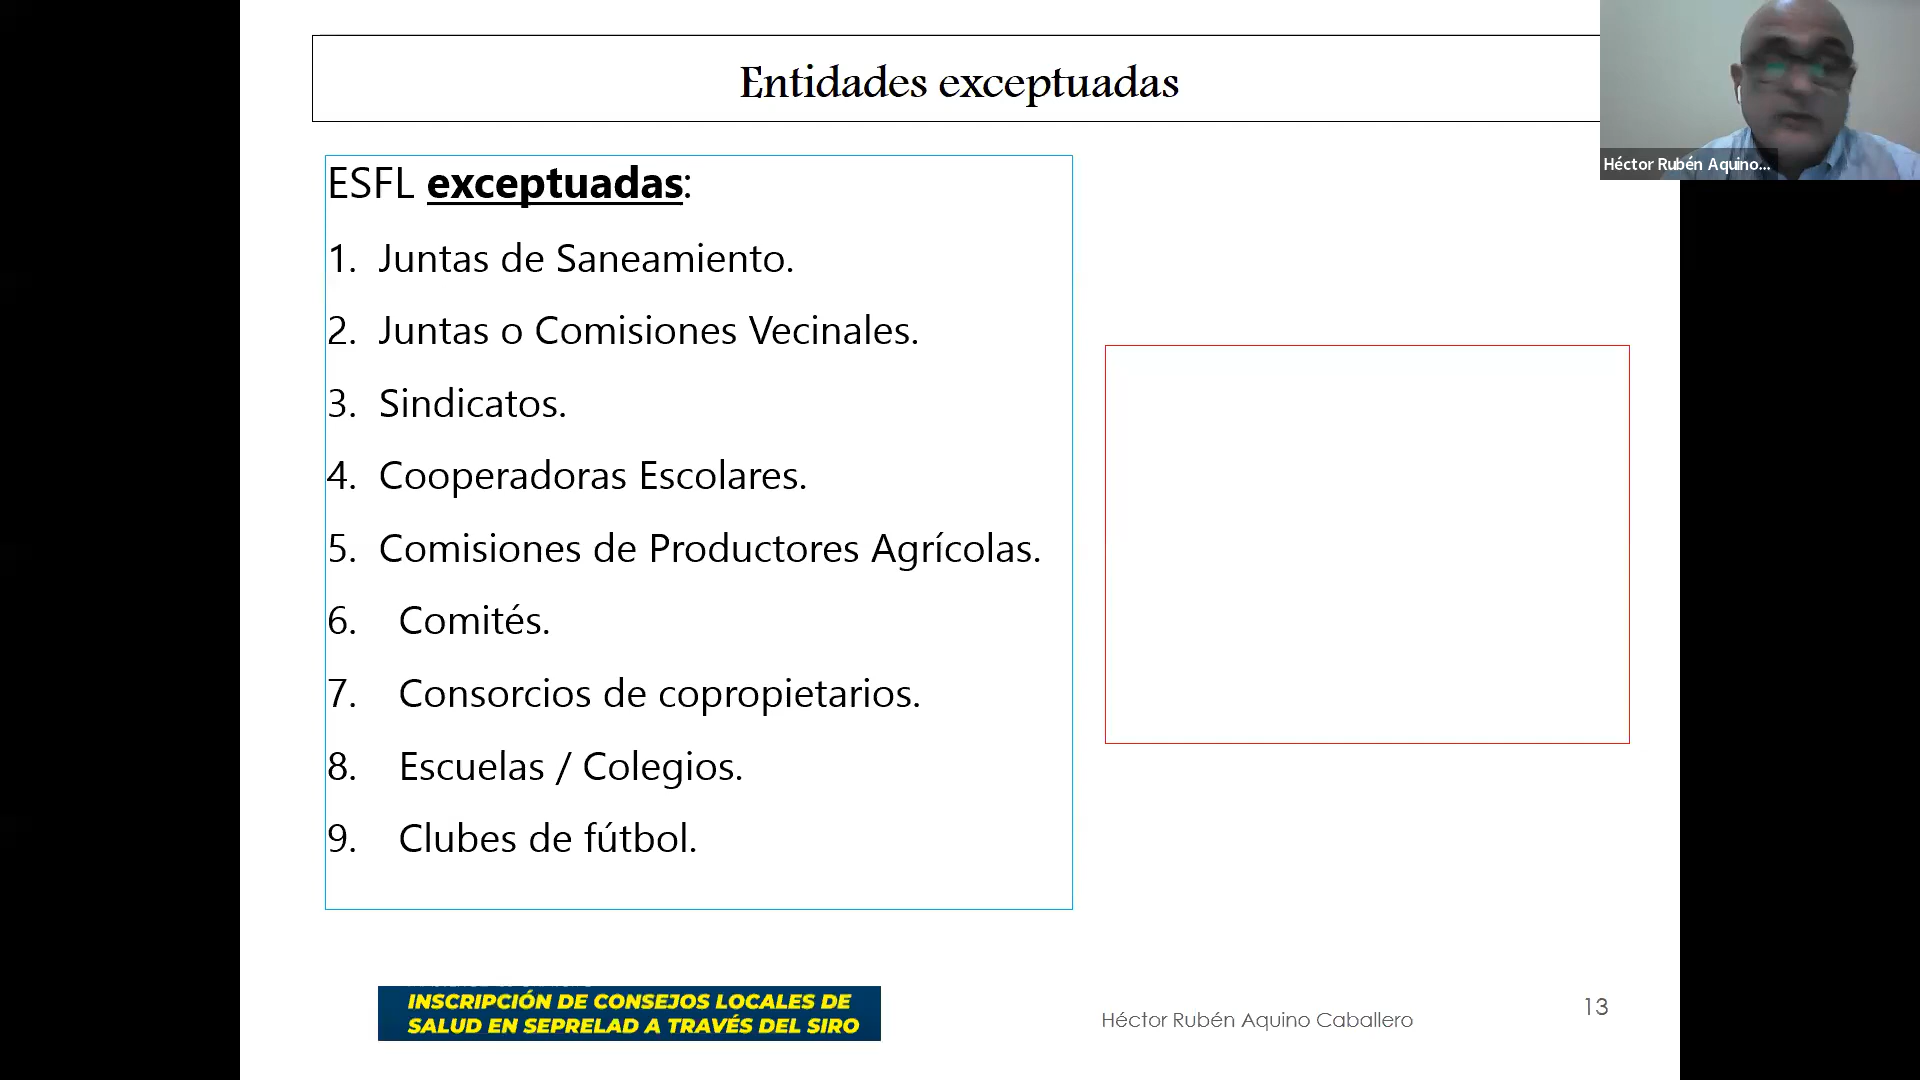 Entidades exceptuadas
Héctor Rubén Aquino...
ESFL exceptuadas:
1. Juntas de Saneamiento.
2. Juntas o Comisiones Vecinales.
3. Sindicatos.
4. Cooperadoras Escolares.
5. Comisiones de Productores Agrícolas.
6. Comités.
7. Consorcios de copropietarios.
8. Escuelas / Colegios.
9. Clubes de fútbol.
INSCRIPCIÓN DE CONSEJOS LOCALES DE
SALUD EN SEPRELAD A TRAVÉS DEL SIRO
Héctor Rubén Aquino Caballero
13